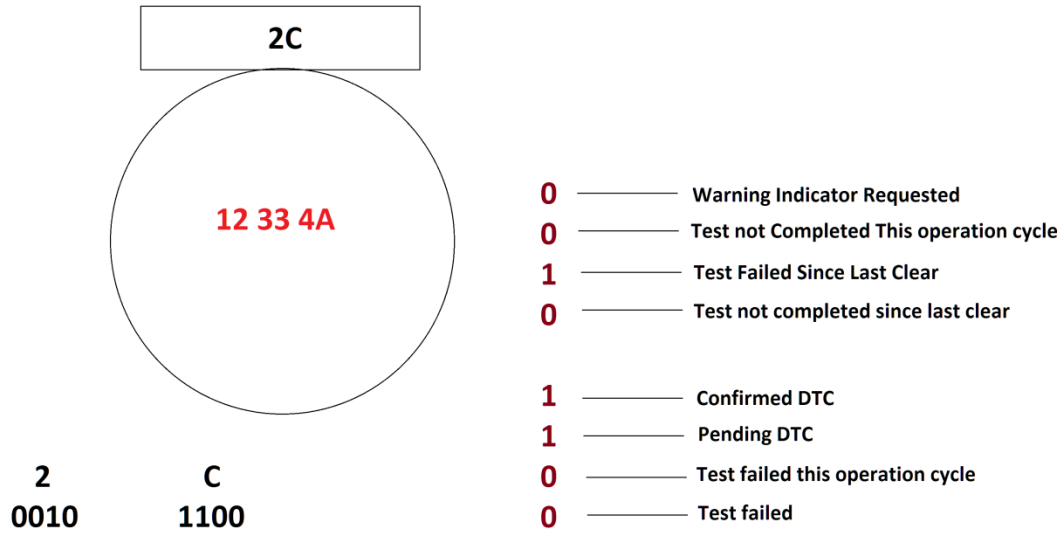 2C
12 33 4A
0 Warning Indicator Requested
0 Test not Completed This operation cycle
1 Test Failed Since Last Clear
0 Test not completed since last clear
1 Confirmed DTC
1 Pending DTC
0 Test failed this operation cycle
0 Test failed
2 C
0010 1100